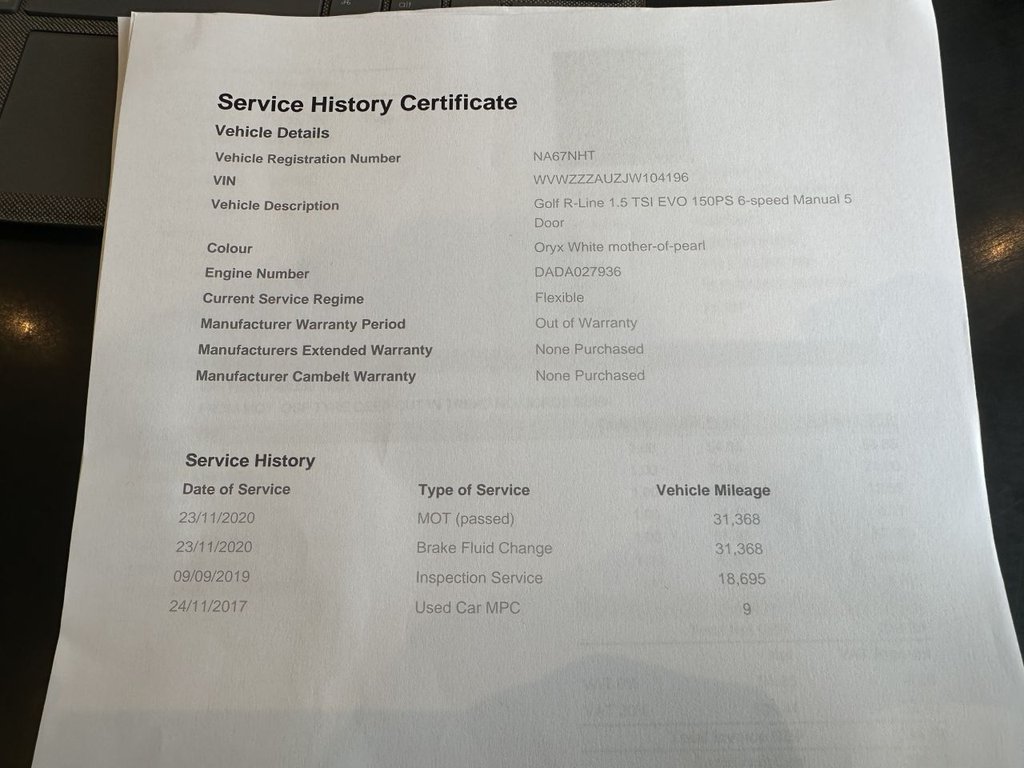 Service History Certificate
Vehicle Details
Vehicle Registration Number NA67NHT
VIN WVWZZZAUZJW104196
Vehicle Description Golf R-Line 1.5 TSI EVO 150PS 6-speed Manual 5
Door
Colour Oryx White mother-of-pearl
Engine Number DADA027936
Current Service Regime Flexible
Manufacturer Warranty Period Out of Warranty
Manufacturers Extended Warranty None Purchased
Manufacturer Cambelt Warranty None Purchased
Service History
Date of Service Type of Service Vehicle Mileage
23/11/2020 MOT (passed) 31,368
23/11/2020 Brake Fluid Change 31,368
09/09/2019 Inspection Service 18,695
24/11/2017 Used Car MPC 9